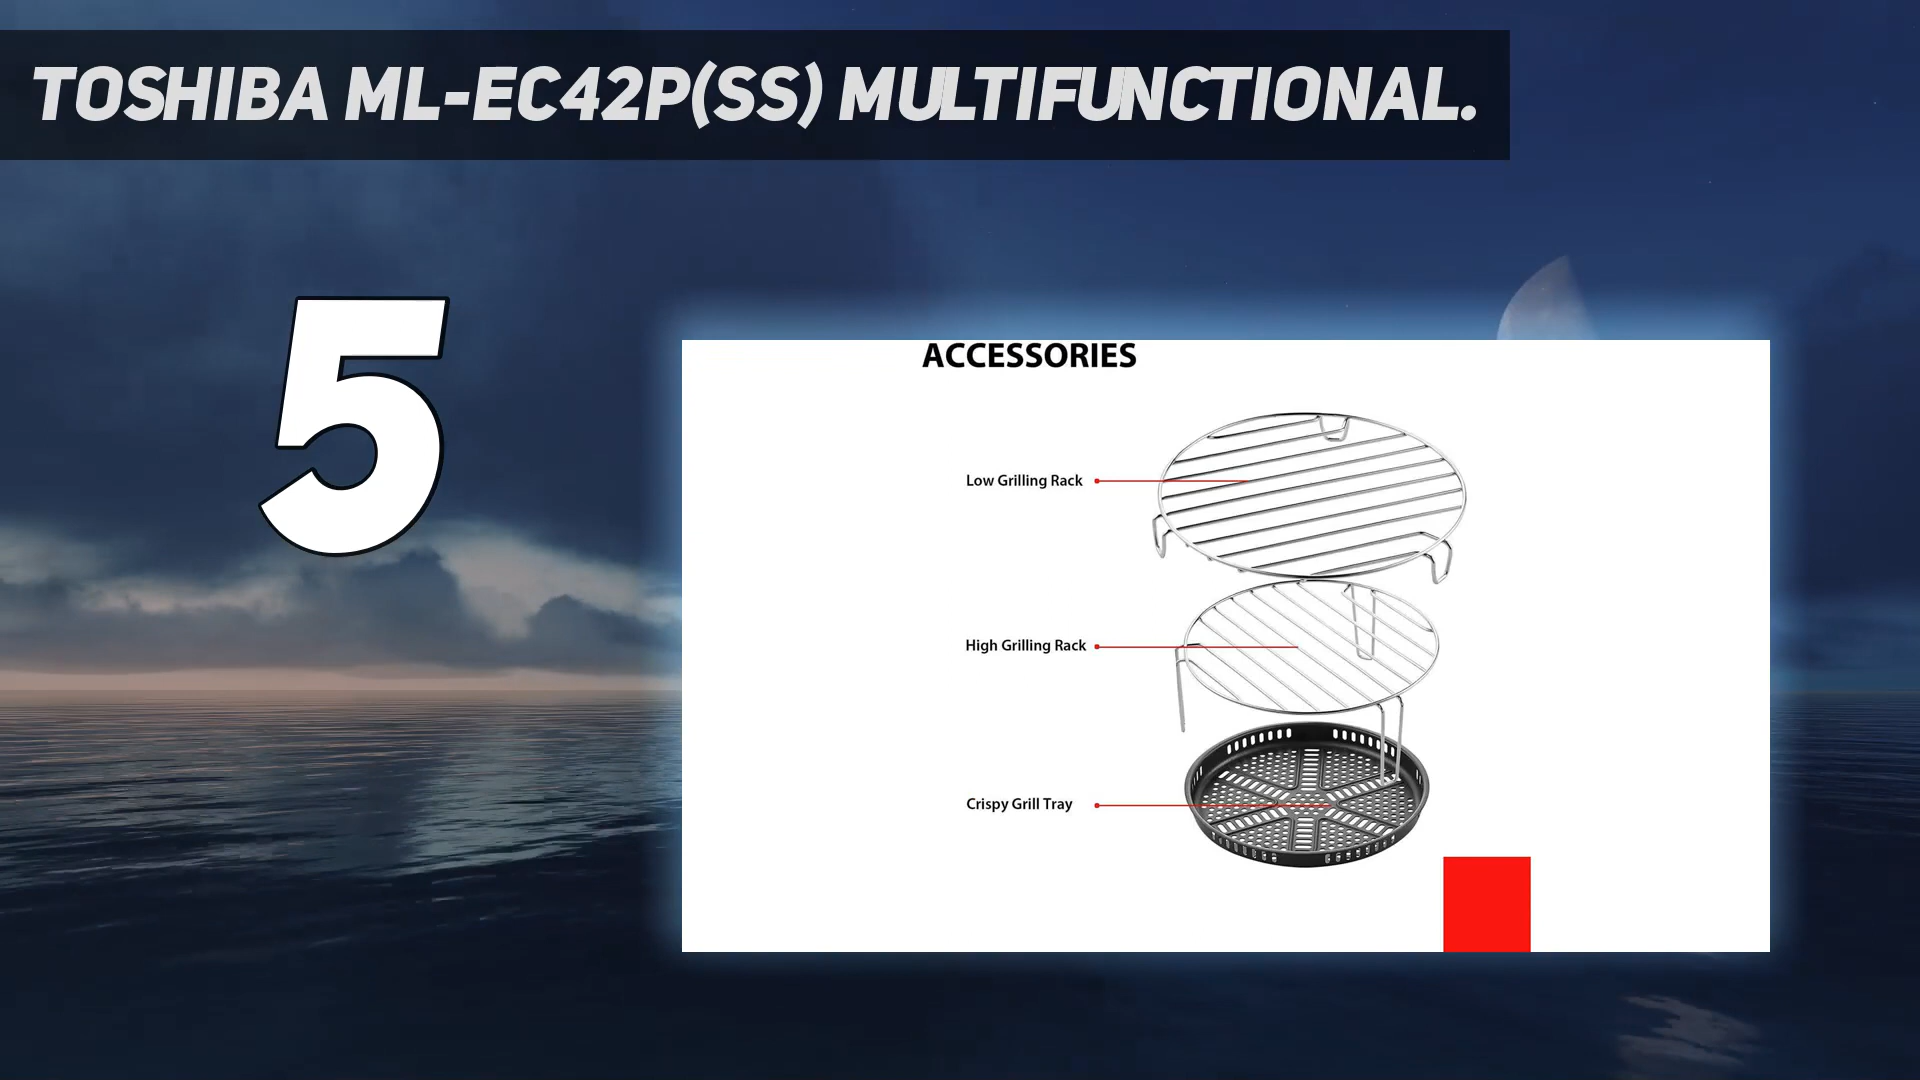 TOSHIBA ML-EC42P(SS) MULTIFUNCTIONAL.
5
ACCESSORIES
Low Grilling Rack
High Grilling Rack
Crispy Grill Tray